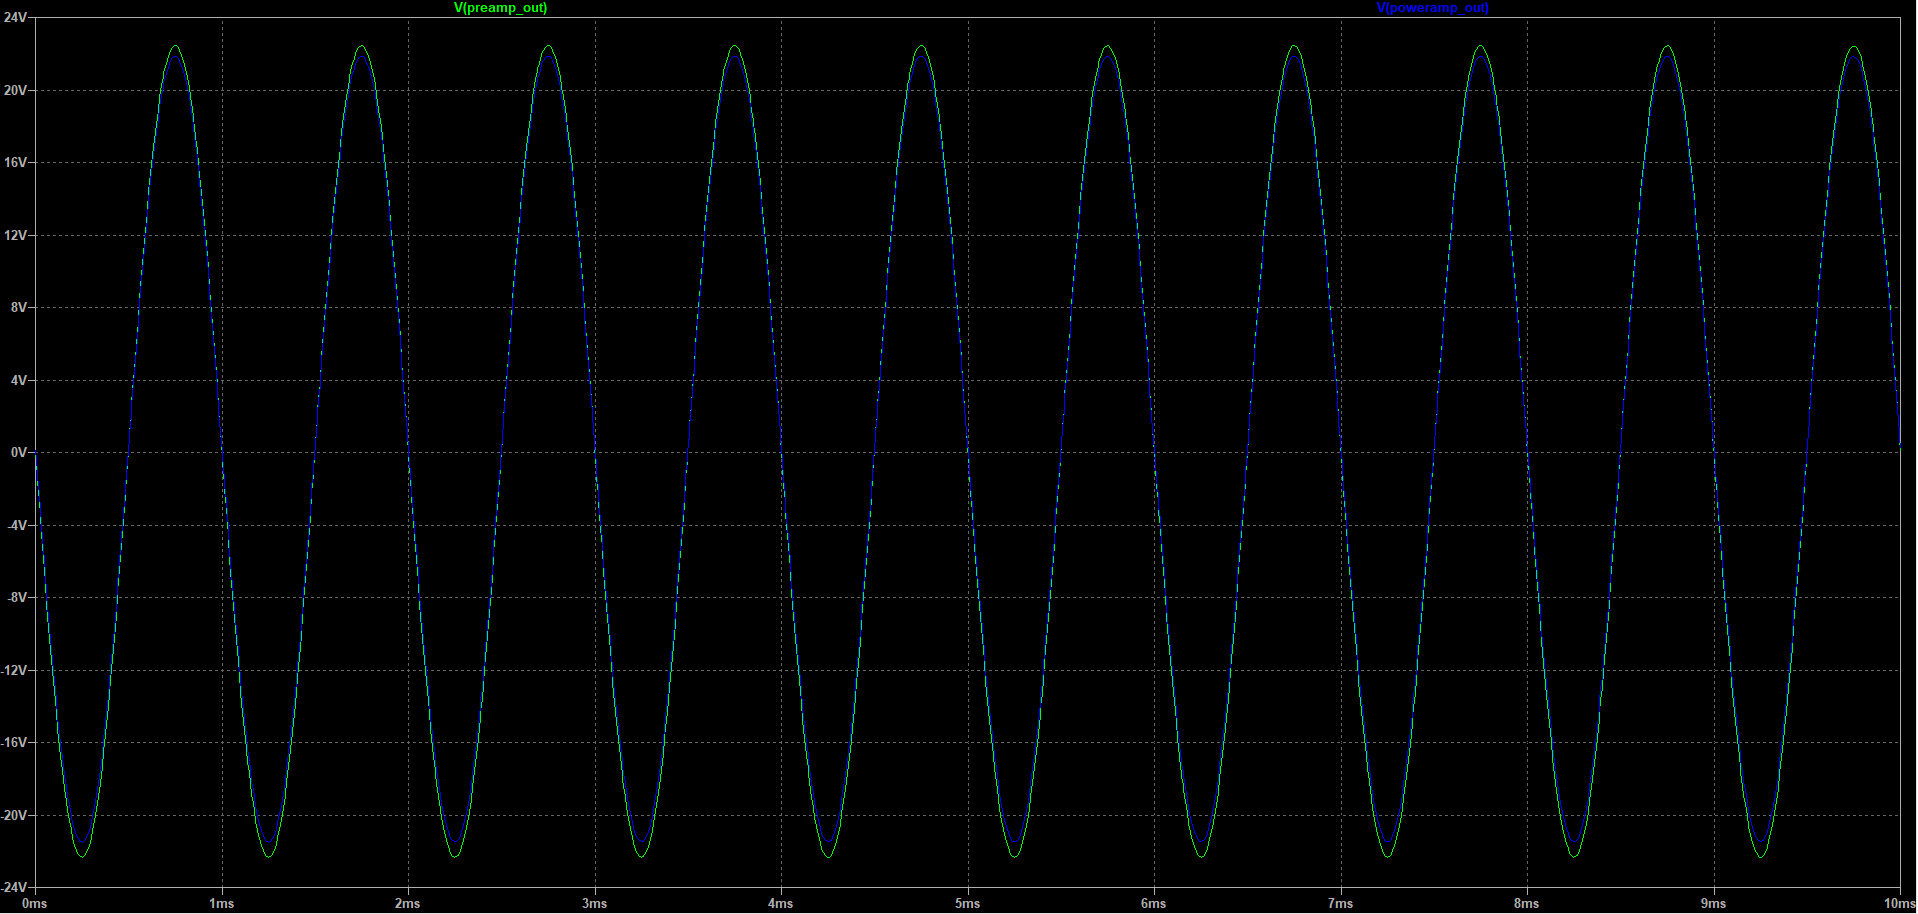 V(preamp_out) V(poweramp_out)
24V
20V
16V
12V
8V
4V
0V
-4V
-8V
-12V
-16V
-20V
-24V
0ms 1ms 2ms 3ms 4ms 5ms 6ms 7ms 8ms 9ms 10ms